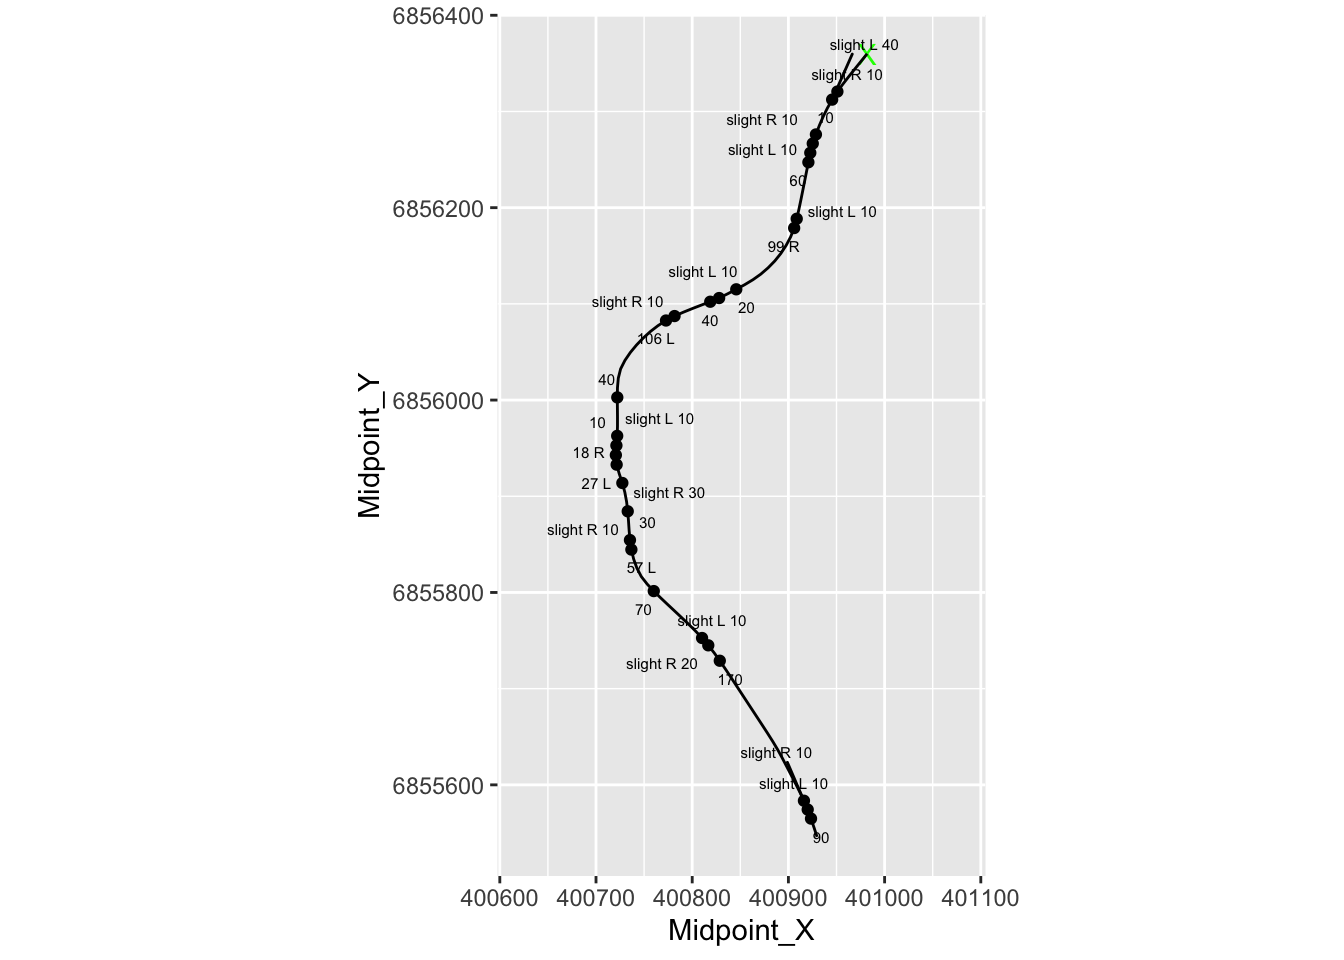 6856400
slight L 40
slight R 10
10
slight R 10
slight L 10
60
6856200
slight L 10
99 R
slight L 10
slight R 10
20
40
106 L
40
6856000
slight L 10
10
18 R
27 L
slight R 30
30
slight R 10
57 L
6855800
70
slight L 10
slight R 20
170
slight R 10
6855600
slight L 10
90
Midpoint_Y
400600 400700 400800 400900 401000 401100
Midpoint_X